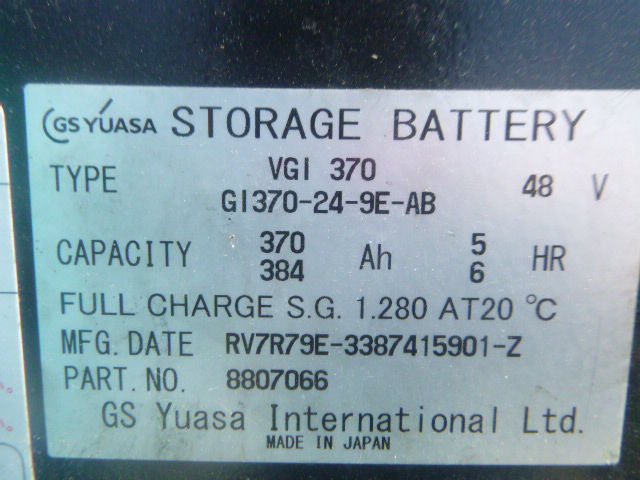 GS YUASA STORAGE BATTERY
TYPE VGI 370 48 V
GI370-24-9E-AB
CAPACITY 370 Ah 5 HR
384 6
FULL CHARGE S.G. 1.280 AT20 ℃
MFG. DATE RV7R79E-3387415901-Z
PART. NO. 8807066
GS Yuasa International Ltd.
MADE IN JAPAN